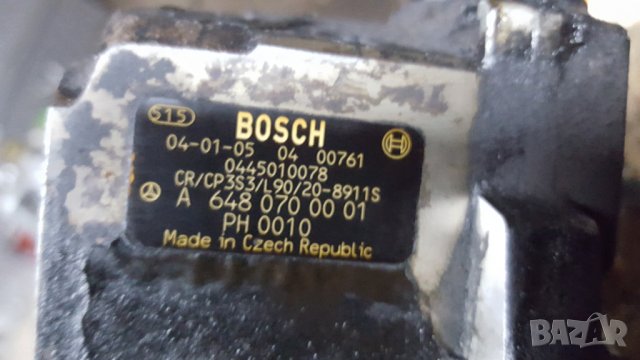 615
BOSCH
04-01-05 04 00761
0445010078
CR/CP3S3/L90/20-8911S
A 648 070 00 01
PH 0010
Made in Czech Republic
BAZAR